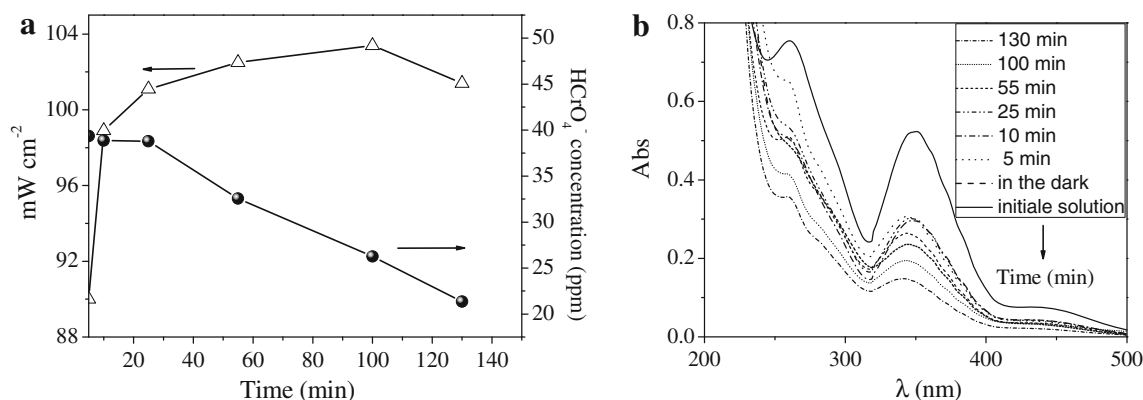 a
104
100
96
92
88
mW cm⁻²
20 40 60 80 100 120 140
Time (min)
50
45
40
35
30
25
20
HCrO₄⁻ concentration (ppm)
b
0.8
0.6
0.4
0.2
0.0
Abs
200 300 400 500
λ (nm)
130 min
100 min
55 min
25 min
10 min
5 min
in the dark
initiale solution
Time (min)